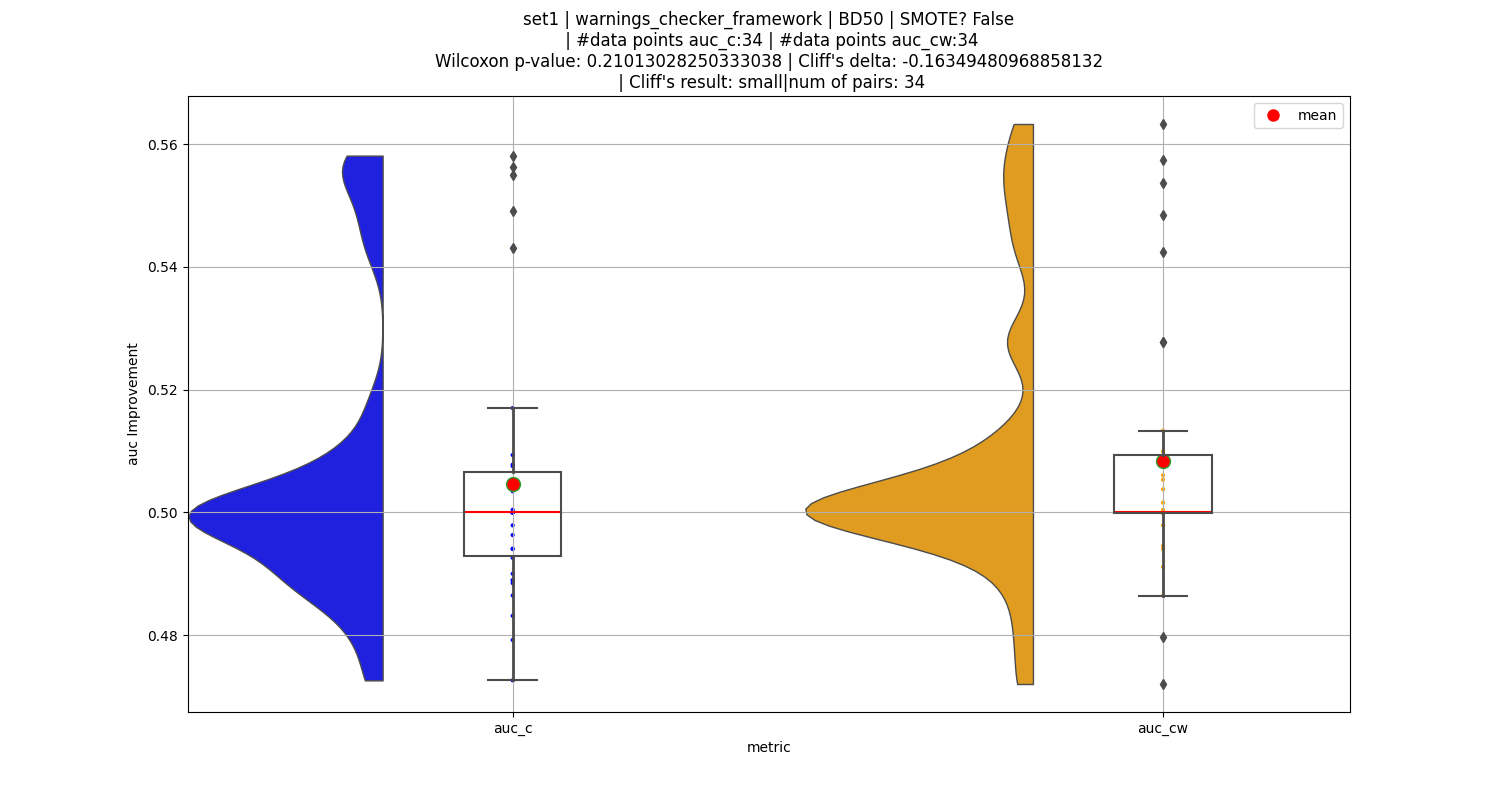 set1 | warnings_checker_framework | BD50 | SMOTE? False
| #data points auc_c:34 | #data points auc_cw:34
Wilcoxon p-value: 0.21013028250333038 | Cliff's delta: -0.16349480968858132
| Cliff's result: small|num of pairs: 34
mean
0.56
0.54
0.52
0.50
0.48
auc Improvement
auc_c
auc_cw
metric